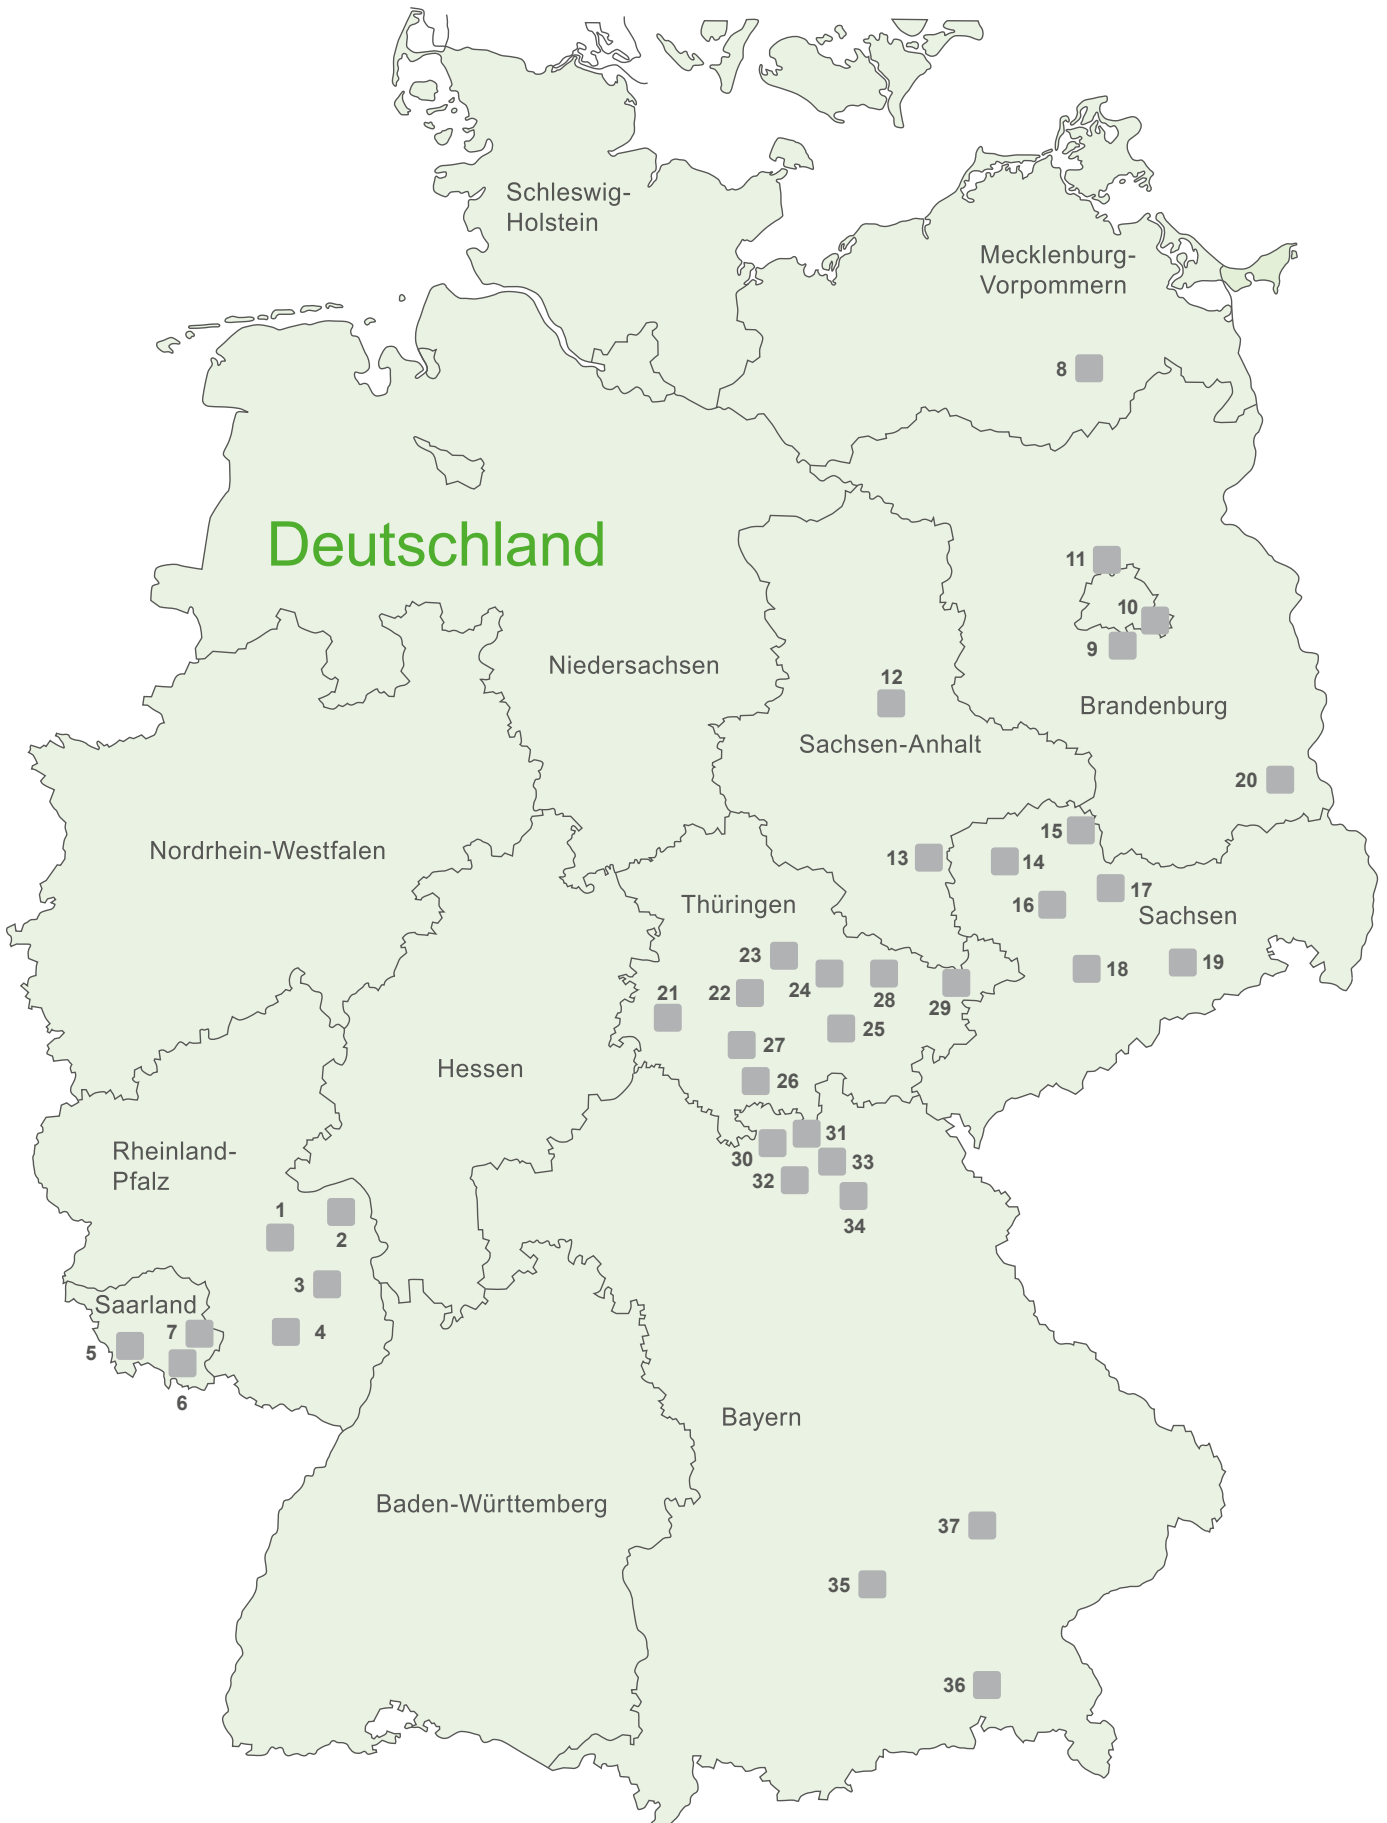 Schleswig-
Holstein
Mecklenburg-
Vorpommern
8
Deutschland
11
10
9
Niedersachsen
12
Brandenburg
Sachsen-Anhalt
20
15
Nordrhein-Westfalen
13
14
17
16
Sachsen
Thüringen
23
19
18
22
24
28
21
29
25
27
Hessen
26
31
Rheinland-
Pfalz
30
33
32
1
34
2
3
Saarland
7
4
5
6
Bayern
Baden-Württemberg
37
35
36